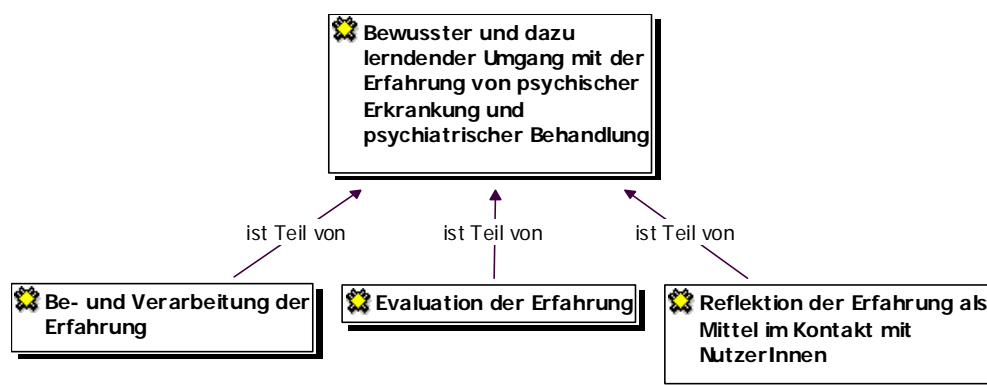 Bewusster und dazu
lerndender Umgang mit der
Erfahrung von psychischer
Erkrankung und
psychiatrischer Behandlung
ist Teil von
ist Teil von
ist Teil von
Be- und Verarbeitung der
Erfahrung
Evaluation der Erfahrung
Reflektion der Erfahrung als
Mittel im Kontakt mit
NutzerInnen